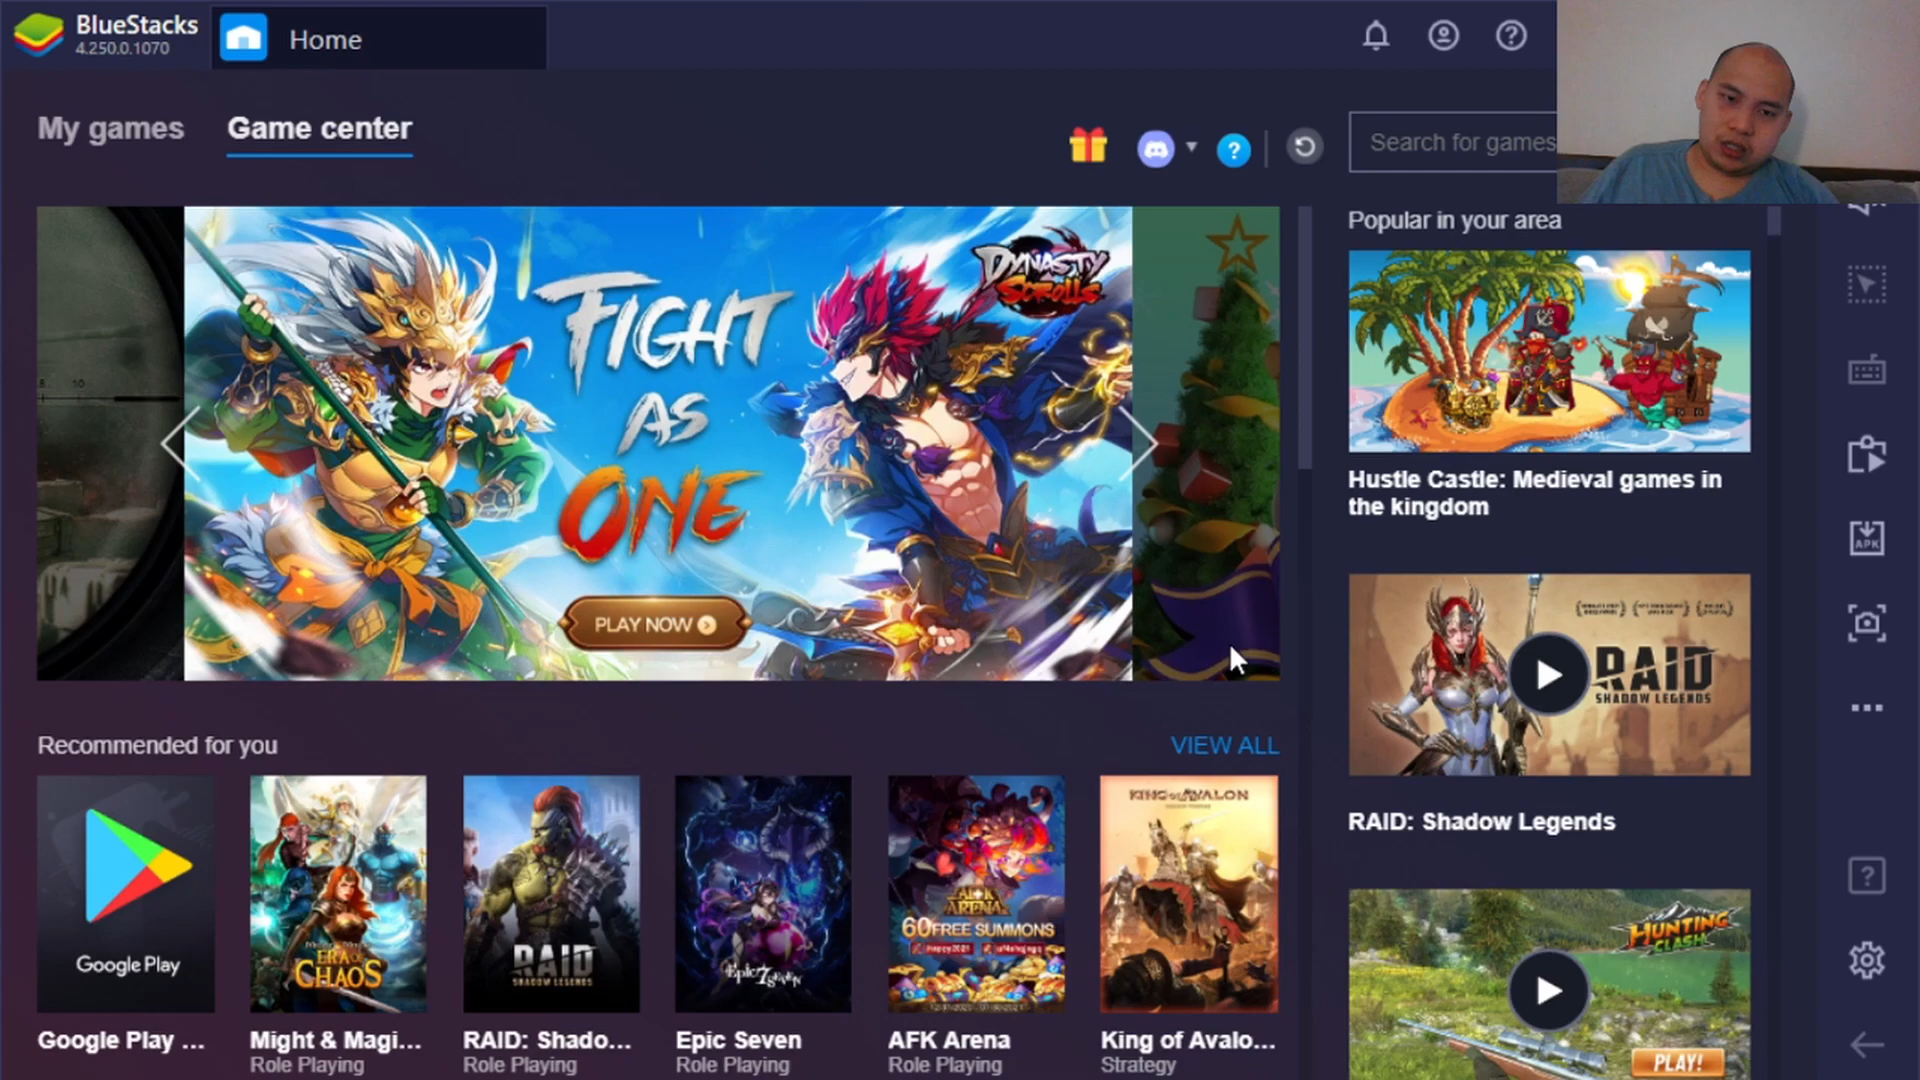 BlueStacks
4.250.0.1070
Home
My games
Game center
?
Search for games
FIGHT
AS
ONE
DYNASTY
SCROLLS
PLAY NOW
10
Popular in your area
Hustle Castle: Medieval games in
the kingdom
RAID
SHADOW LEGENDS
RAID: Shadow Legends
HUNTING
CLASH
PLAY!
APK
?
Recommended for you
VIEW ALL
Google Play
ERA OF
CHAOS
RAID
SHADOW LEGENDS
Epic7even
AFK
ARENA
60 FREE SUMMONS
happy2021
KING OF AVALON
Google Play ...
Might & Magi...
RAID: Shado...
Epic Seven
AFK Arena
King of Avalo...
Role Playing
Role Playing
Role Playing
Role Playing
Strategy